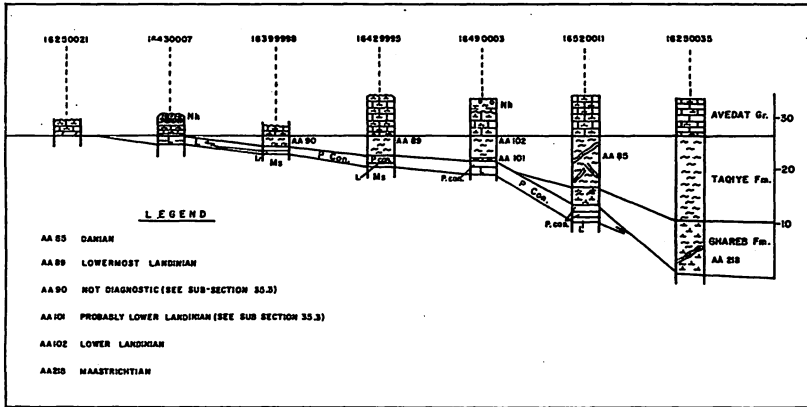 16250021 16430007 16399998 16429995 16490003 16520011 16250035
Nh Nh
AVEDAT Gr. 30
AA 90 AA 89 AA 102 AA 85
L P. Con. P. con. AA 101
L Ms L Ms P. con. L P. Con.
TAQIYE Fm. 20
P. con. L
10
GHAREB Fm.
AA 218
0
LEGEND
AA 85 DANIAN
AA 89 LOWERMOST LANDINIAN
AA 90 NOT DIAGNOSTIC (SEE SUB-SECTION 35.3)
AA 101 PROBABLY LOWER LANDINIAN (SEE SUB SECTION 35.3)
AA 102 LOWER LANDINIAN
AA 218 MAASTRICHTIAN